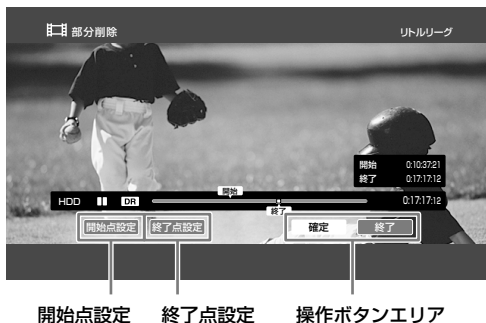 部分削除 リトルリーグ
開始 0:10:37:21
終了 0:17:17:12
開始
HDD DR 0:17:17:12
終了
開始点設定 終了点設定 確定 終了
開始点設定 終了点設定 操作ボタンエリア